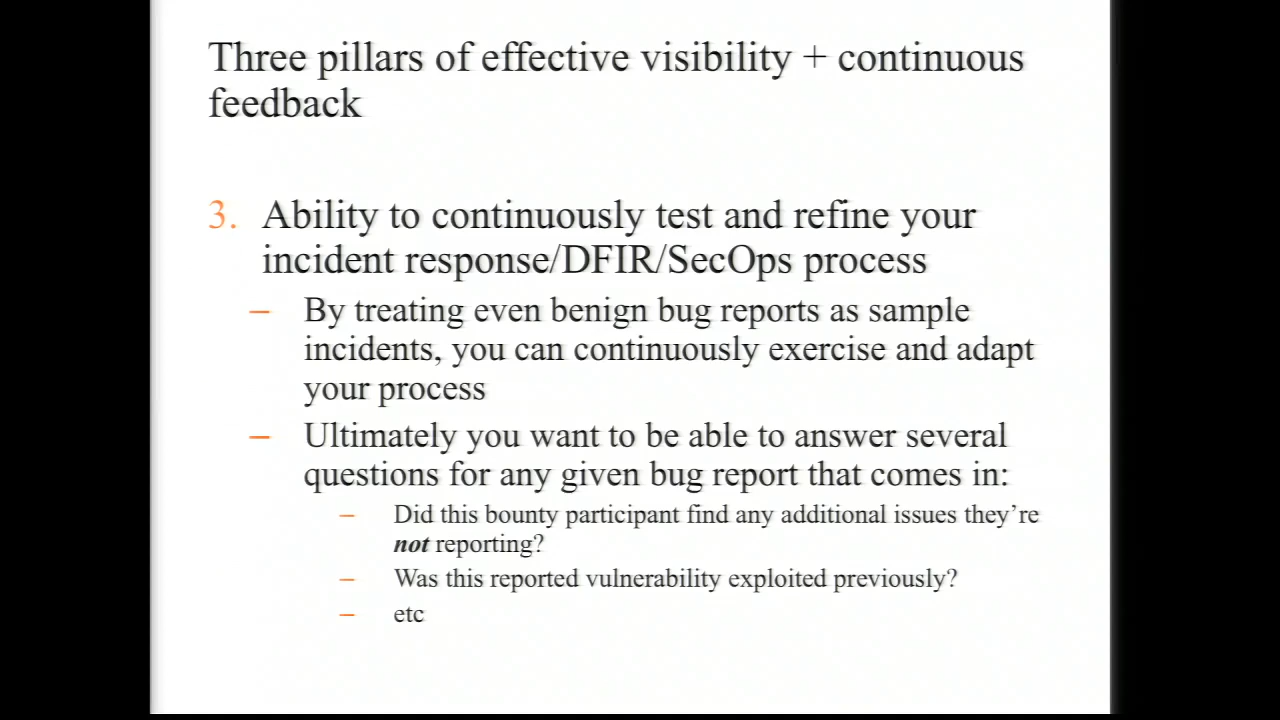 Three pillars of effective visibility + continuous
feedback
3. Ability to continuously test and refine your
incident response/DFIR/SecOps process
– By treating even benign bug reports as sample
incidents, you can continuously exercise and adapt
your process
– Ultimately you want to be able to answer several
questions for any given bug report that comes in:
– Did this bounty participant find any additional issues they’re
not reporting?
– Was this reported vulnerability exploited previously?
– etc